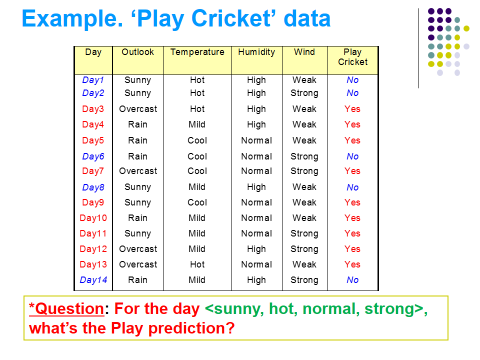 Example. ‘Play Cricket’ data
Day Outlook Temperature Humidity Wind Play Cricket
Day1 Sunny Hot High Weak No
Day2 Sunny Hot High Strong No
Day3 Overcast Hot High Weak Yes
Day4 Rain Mild High Weak Yes
Day5 Rain Cool Normal Weak Yes
Day6 Rain Cool Normal Strong No
Day7 Overcast Cool Normal Strong Yes
Day8 Sunny Mild High Weak No
Day9 Sunny Cool Normal Weak Yes
Day10 Rain Mild Normal Weak Yes
Day11 Sunny Mild Normal Strong Yes
Day12 Overcast Mild High Strong Yes
Day13 Overcast Hot Normal Weak Yes
Day14 Rain Mild High Strong No
*Question: For the day <sunny, hot, normal, strong>,
what’s the Play prediction?